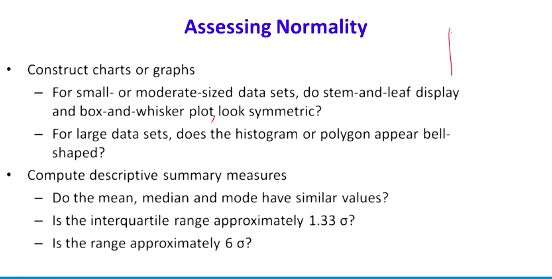 Assessing Normality
• Construct charts or graphs
– For small- or moderate-sized data sets, do stem-and-leaf display
and box-and-whisker plot look symmetric?
– For large data sets, does the histogram or polygon appear bell-
shaped?
• Compute descriptive summary measures
– Do the mean, median and mode have similar values?
– Is the interquartile range approximately 1.33 σ?
– Is the range approximately 6 σ?